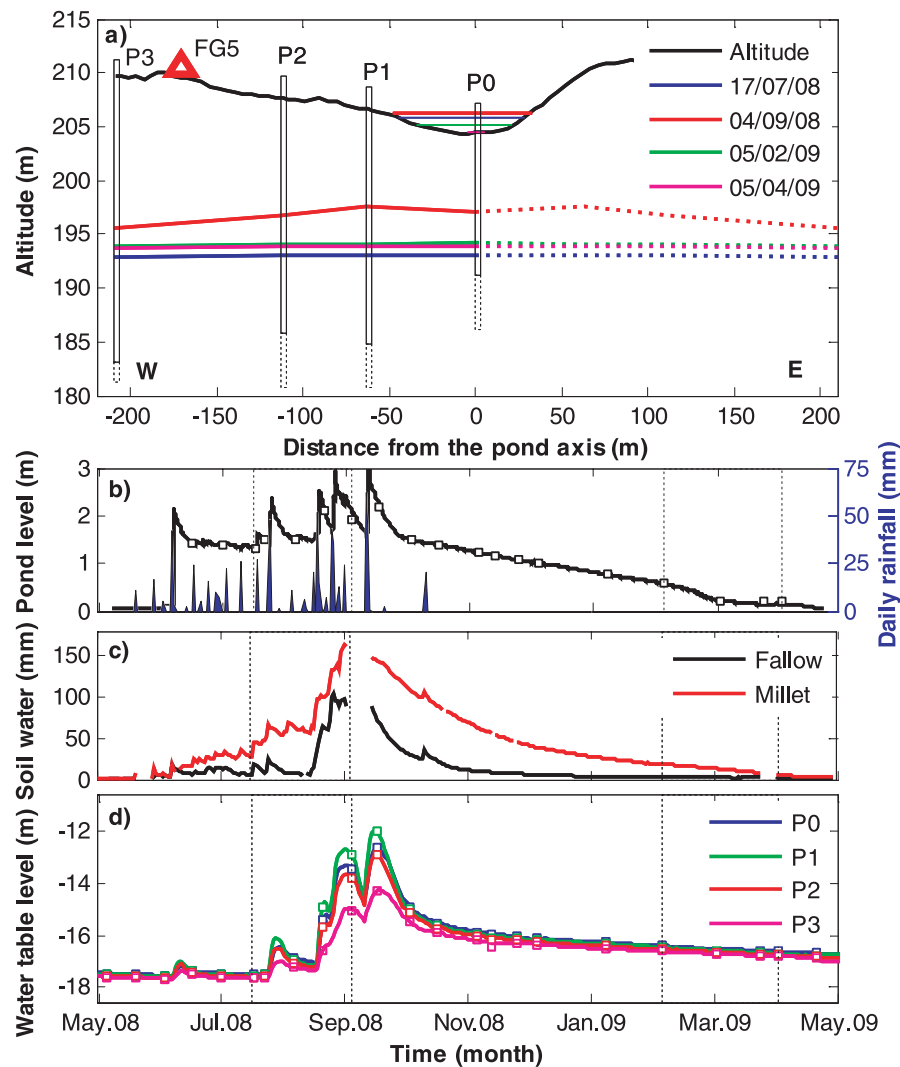 a)
P3
FG5
P2
P1
P0
Altitude
17/07/08
04/09/08
05/02/09
05/04/09
215
210
205
200
195
190
185
180
Altitude (m)
W
E
-200 -150 -100 -50 0 50 100 150 200
Distance from the pond axis (m)
b)
Pond level (m)
3
2
1
0
75
50
25
0
Daily rainfall (mm)
c)
Soil water (mm)
150
100
50
0
Fallow
Millet
d)
Water table level (m)
-12
-14
-16
-18
P0
P1
P2
P3
May.08 Jul.08 Sep.08 Nov.08 Jan.09 Mar.09 May.09
Time (month)